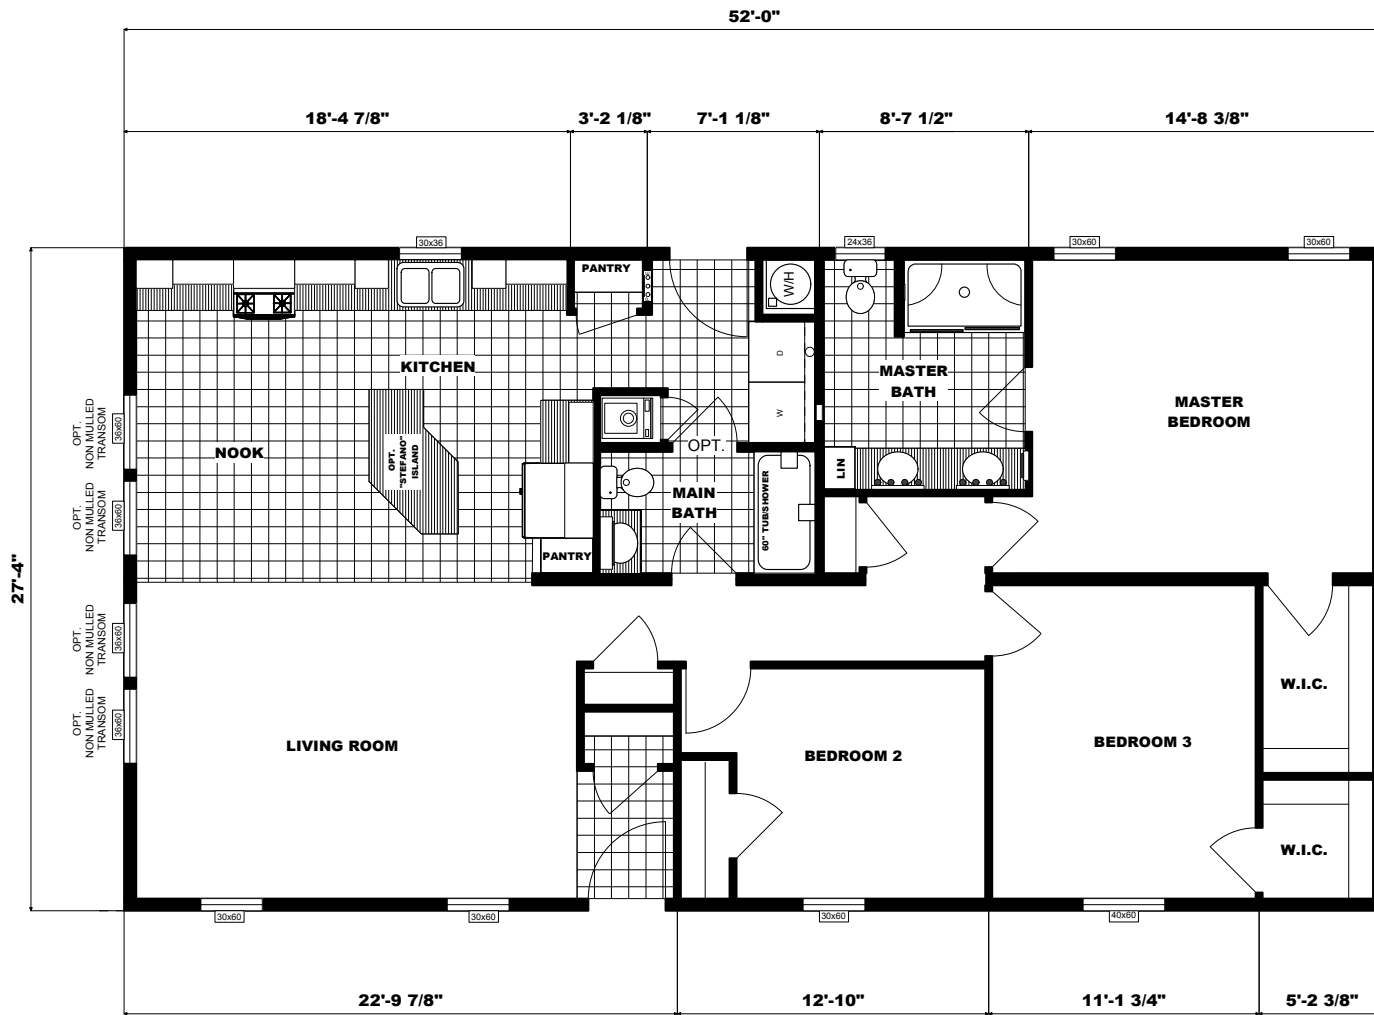 52'-0"
18'-4 7/8"
3'-2 1/8"
7'-1 1/8"
8'-7 1/2"
14'-8 3/8"
30x36
24x36
30x60
30x60
PANTRY
W/H
D
W
KITCHEN
MASTER
BATH
MASTER
BEDROOM
OPT.
NON MULLED
TRANSOM
36x60
NOOK
OPT.
"STEFANO"
ISLAND
OPT.
LIN
OPT.
NON MULLED
TRANSOM
36x60
MAIN
BATH
60" TUB/SHOWER
PANTRY
27'-4"
OPT.
NON MULLED
TRANSOM
36x60
OPT.
NON MULLED
TRANSOM
36x60
W.I.C.
LIVING ROOM
BEDROOM 2
BEDROOM 3
W.I.C.
30x60
30x60
30x60
40x60
22'-9 7/8"
12'-10"
11'-1 3/4"
5'-2 3/8"